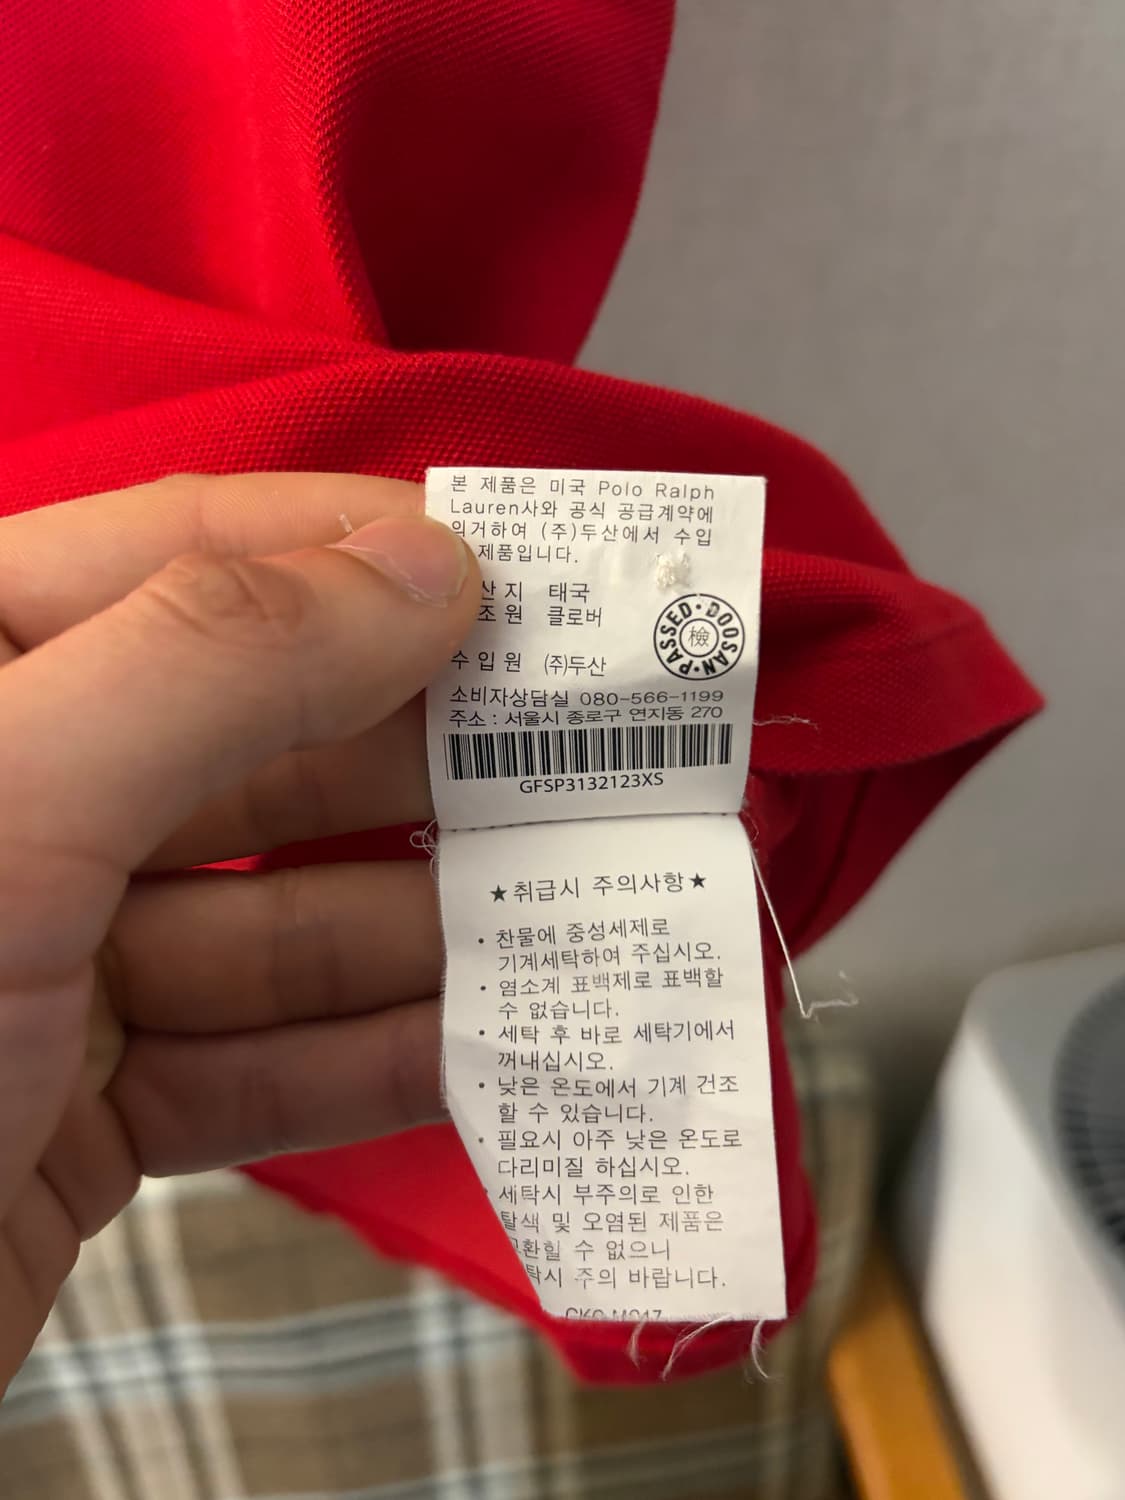 본 제품은 미국 Polo Ralph
Lauren사와 공식 공급계약에
의거하여 (주)두산에서 수입
제품입니다.
산 지 태국
조 원 클로버
PASSED·DOOSAN·
檢
수 입 원 (주)두산
소비자상담실 080-566-1199
주소 : 서울시 종로구 연지동 270
GFSP3132123XS
★취급시 주의사항★
• 찬물에 중성세제로
기계세탁하여 주십시오.
• 염소계 표백제로 표백할
수 없습니다.
• 세탁 후 바로 세탁기에서
꺼내십시오.
• 낮은 온도에서 기계 건조
할 수 있습니다.
• 필요시 아주 낮은 온도로
다리미질 하십시오.
• 세탁시 부주의로 인한
탈색 및 오염된 제품은
수 없으니
탁시 주의 바랍니다.